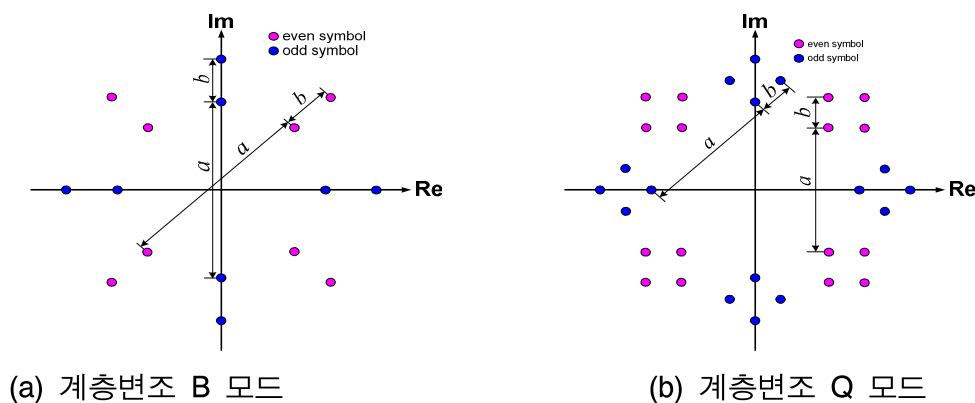 Im
even symbol
odd symbol
b
b
a
a
Re
(a) 계층변조 B 모드
Im
even symbol
odd symbol
b
b
a
a
Re
(b) 계층변조 Q 모드